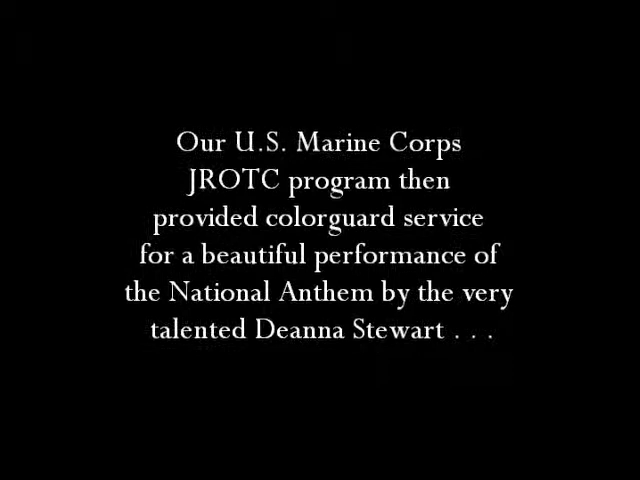 Our U.S. Marine Corps
JROTC program then
provided colorguard service
for a beautiful performance of
the National Anthem by the very
talented Deanna Stewart . . .